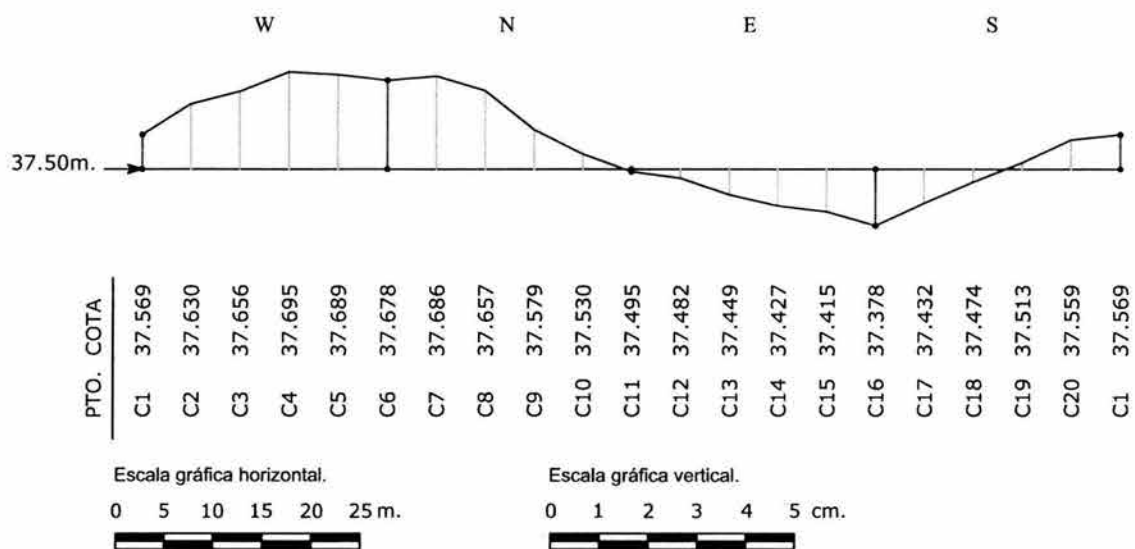 W N E S
37.50m.
COTA 37.569 37.630 37.656 37.695 37.689 37.678 37.686 37.657 37.579 37.530 37.495 37.482 37.449 37.427 37.415 37.378 37.432 37.474 37.513 37.559 37.569
PTO. C1 C2 C3 C4 C5 C6 C7 C8 C9 C10 C11 C12 C13 C14 C15 C16 C17 C18 C19 C20 C1
Escala gráfica horizontal.
0 5 10 15 20 25 m.
Escala gráfica vertical.
0 1 2 3 4 5 cm.